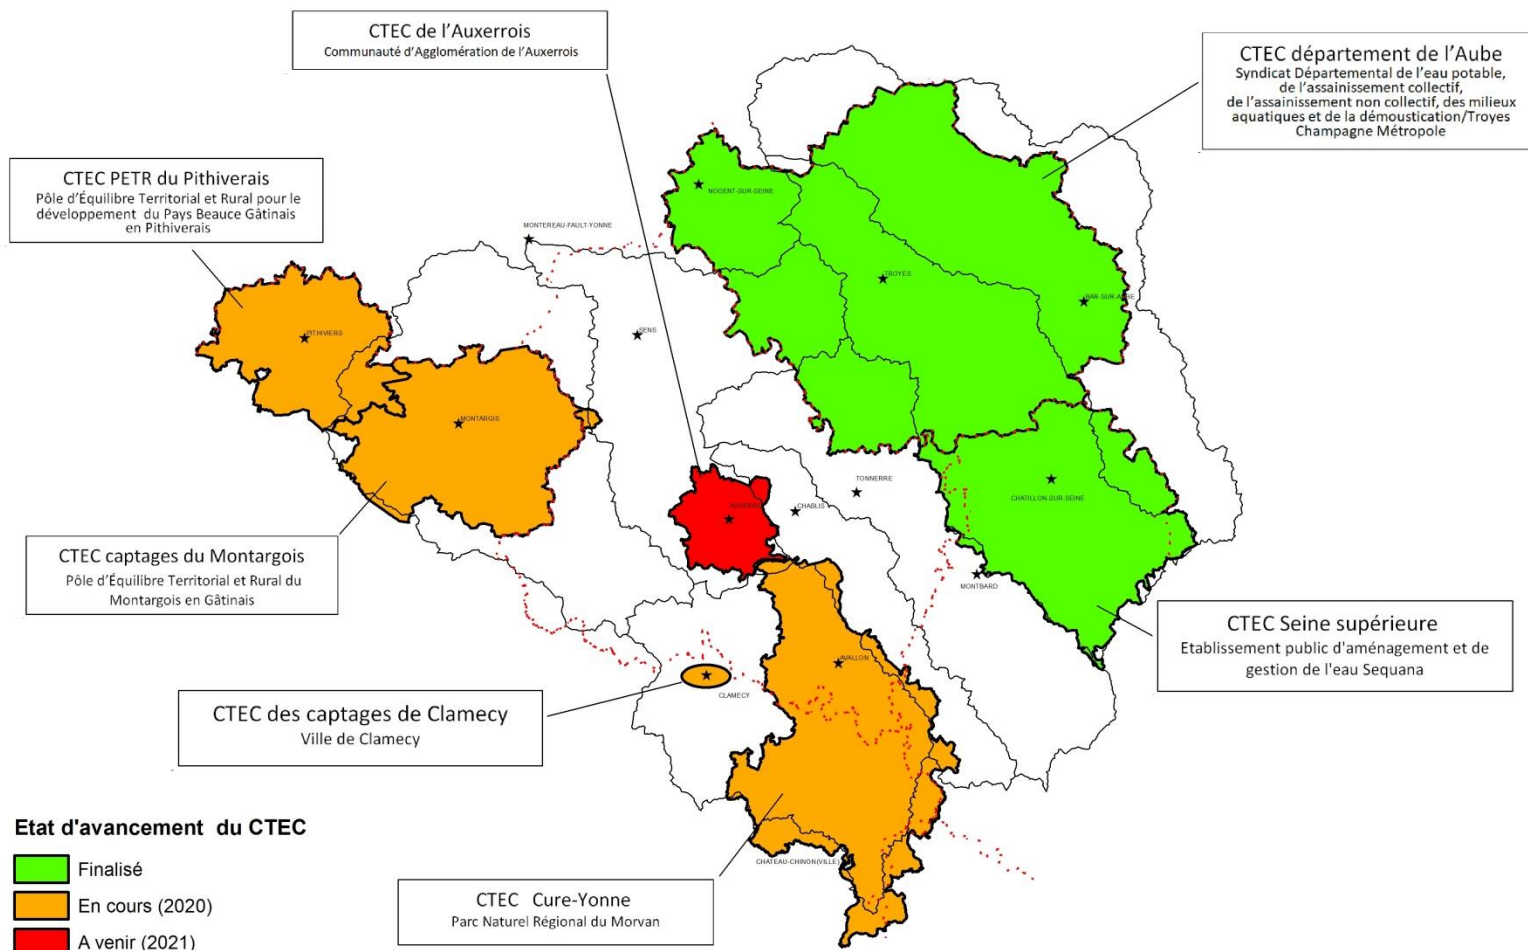 CTEC de l'Auxerrois
Communauté d'Agglomération de l'Auxerrois
CTEC département de l'Aube
Syndicat Départemental de l'eau potable,
de l'assainissement collectif,
de l'assainissement non collectif, des milieux
aquatiques et de la démoustication/Troyes
Champagne Métropole
CTEC PETR du Pithiverais
Pôle d'Équilibre Territorial et Rural pour le
développement du Pays Beauce Gâtinais
en Pithiverais
NOGENT-SUR-SEINE
MONTEREAU-FAULT-YONNE
TROYES
BAR-SUR-AUBE
PITHIVIERS
SENS
MONTARGIS
TONNERRE
CHATILLON-SUR-SEINE
AUXERRE
CHABLIS
CTEC captages du Montargois
Pôle d'Équilibre Territorial et Rural du
Montargois en Gâtinais
MONTBARD
CTEC Seine supérieure
Etablissement public d'aménagement et de
gestion de l'eau Sequana
AVALLON
CLAMECY
CTEC des captages de Clamecy
Ville de Clamecy
CHATEAU-CHINON(VILLE)
CTEC Cure-Yonne
Parc Naturel Régional du Morvan
Etat d'avancement du CTEC
Finalisé
En cours (2020)
A venir (2021)